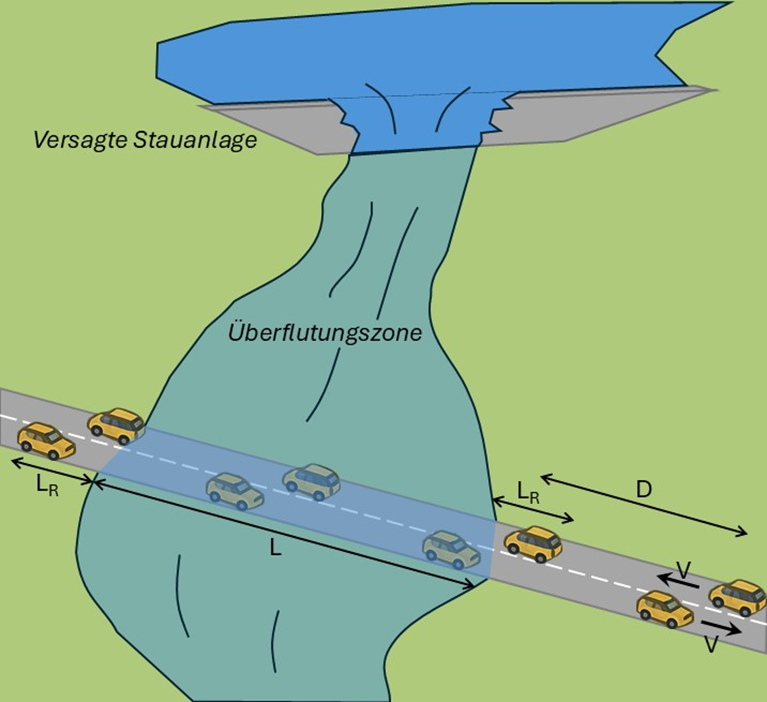 Versagte Stauanlage
Überflutungszone
L_R
L
L_R
D
V
V